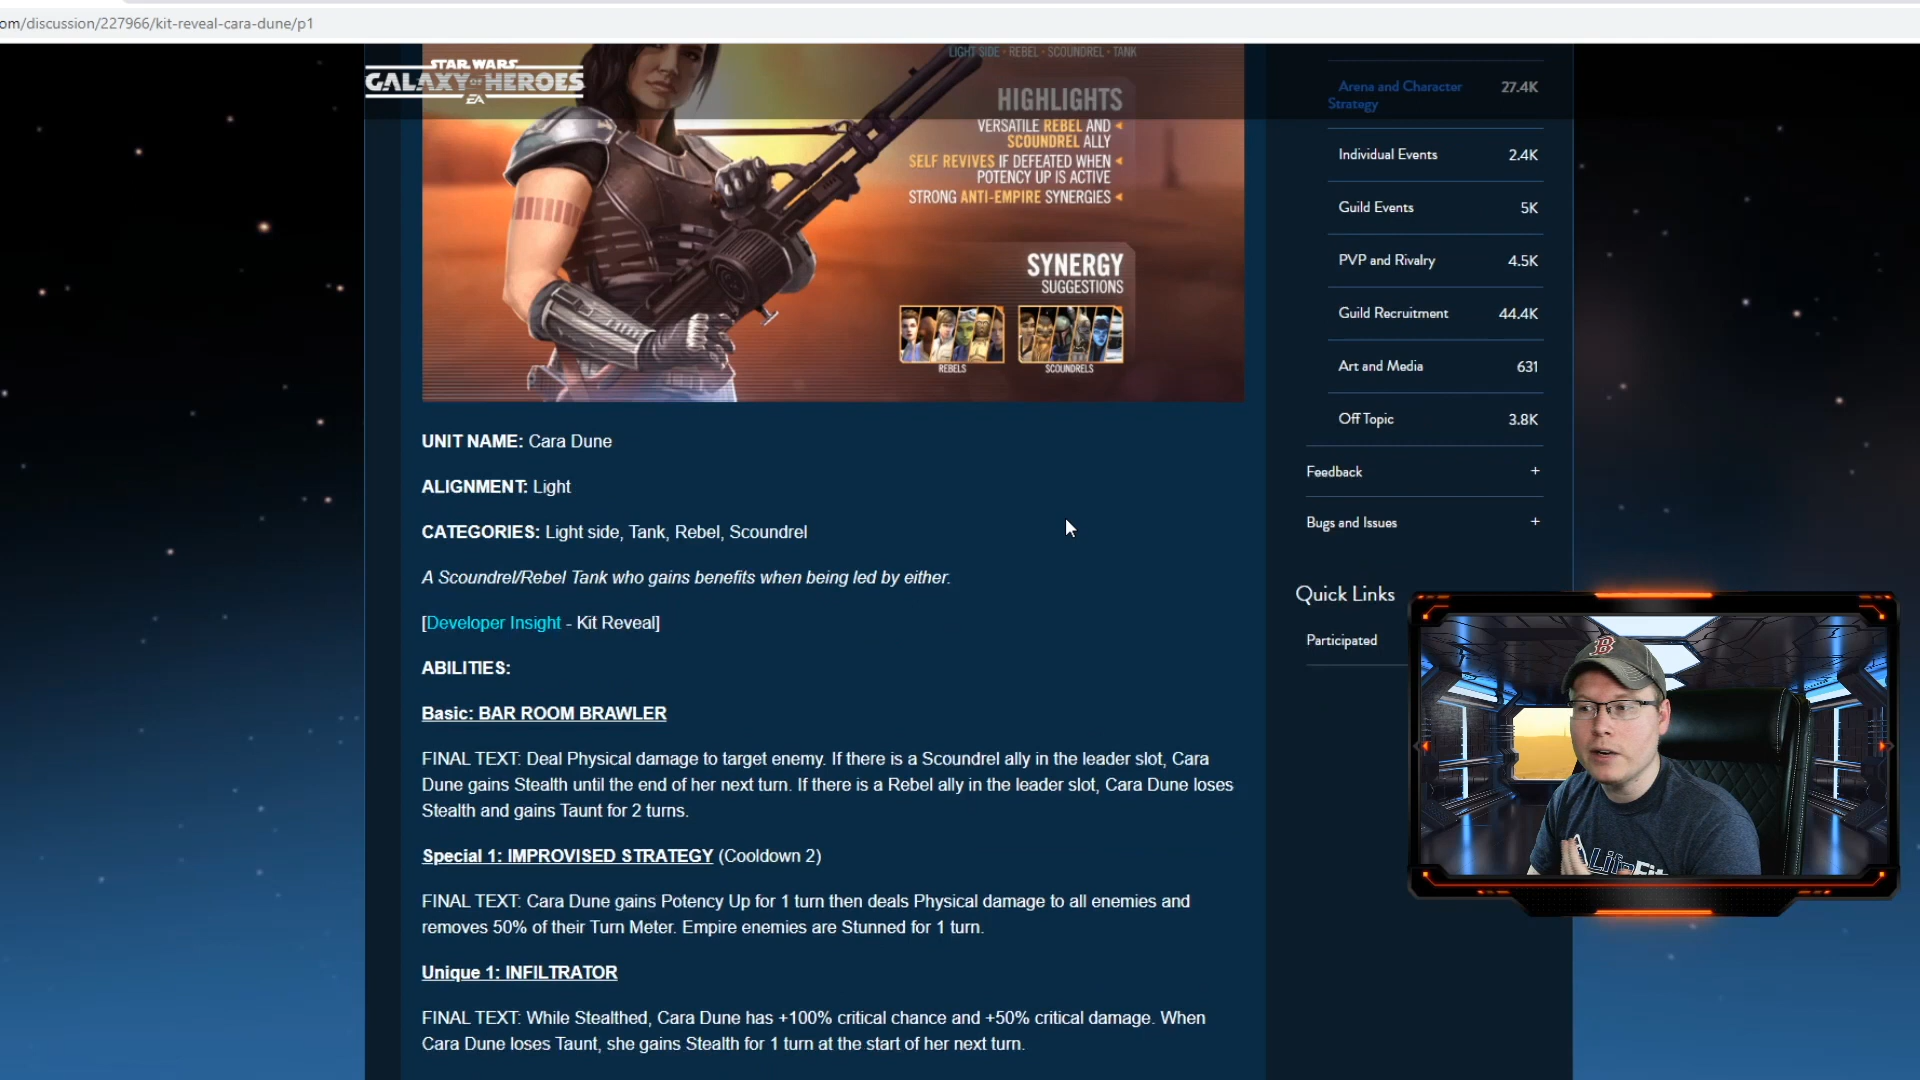 om/discussion/227966/kit-reveal-cara-dune/p1
STAR WARS
GALAXY OF HEROES
EA
LIGHT SIDE • REBEL • SCOUNDREL • TANK
HIGHLIGHTS
VERSATILE REBEL AND
SCOUNDREL ALLY
SELF REVIVES IF DEFEATED WHEN
POTENCY UP IS ACTIVE
STRONG ANTI-EMPIRE SYNERGIES
SYNERGY
SUGGESTIONS
REBELS
SCOUNDRELS
UNIT NAME: Cara Dune
ALIGNMENT: Light
CATEGORIES: Light side, Tank, Rebel, Scoundrel
A Scoundrel/Rebel Tank who gains benefits when being led by either.
[Developer Insight - Kit Reveal]
ABILITIES:
Basic: BAR ROOM BRAWLER
FINAL TEXT: Deal Physical damage to target enemy. If there is a Scoundrel ally in the leader slot, Cara
Dune gains Stealth until the end of her next turn. If there is a Rebel ally in the leader slot, Cara Dune loses
Stealth and gains Taunt for 2 turns.
Special 1: IMPROVISED STRATEGY (Cooldown 2)
FINAL TEXT: Cara Dune gains Potency Up for 1 turn then deals Physical damage to all enemies and
removes 50% of their Turn Meter. Empire enemies are Stunned for 1 turn.
Unique 1: INFILTRATOR
FINAL TEXT: While Stealthed, Cara Dune has +100% critical chance and +50% critical damage. When
Cara Dune loses Taunt, she gains Stealth for 1 turn at the start of her next turn.
Arena and Character 27.4K
Strategy
Individual Events 2.4K
Guild Events 5K
PVP and Rivalry 4.5K
Guild Recruitment 44.4K
Art and Media 631
Off Topic 3.8K
Feedback +
Bugs and Issues +
Quick Links
Participated
B